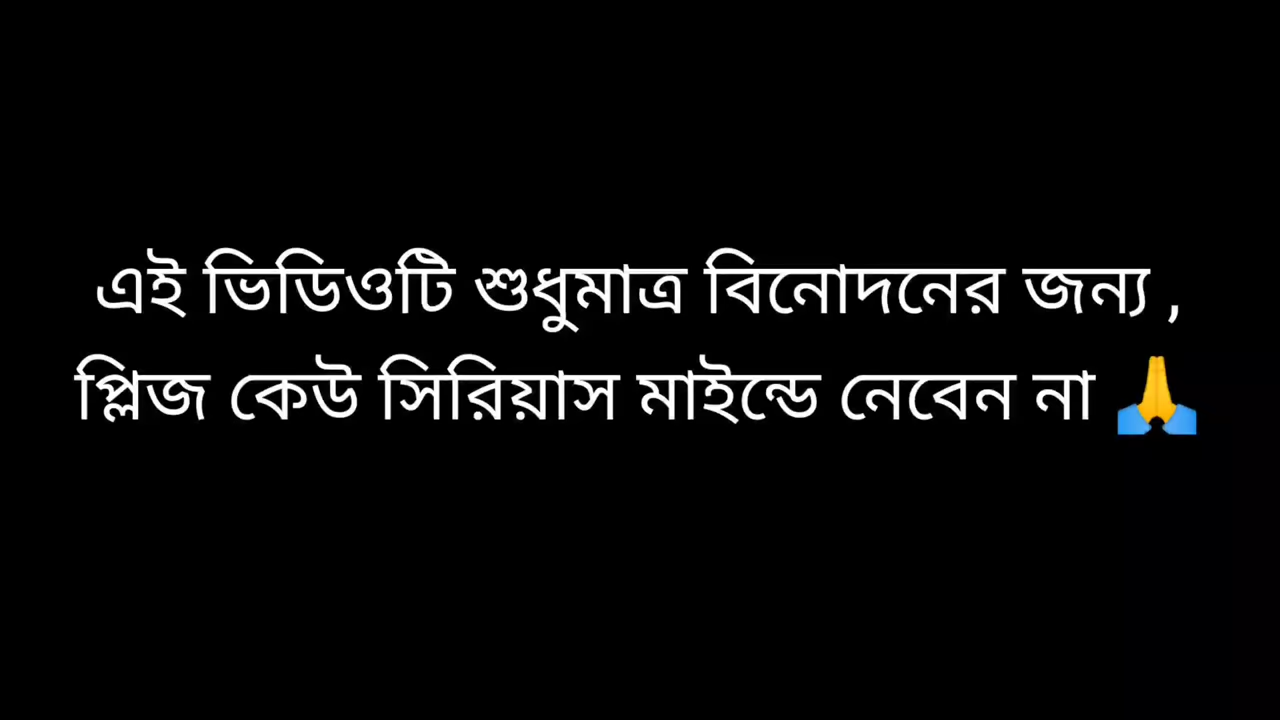 এই ভিডিওটি শুধুমাত্র বিনোদনের জন্য ,
প্লিজ কেউ সিরিয়াস মাইন্ডে নেবেন না 🙏